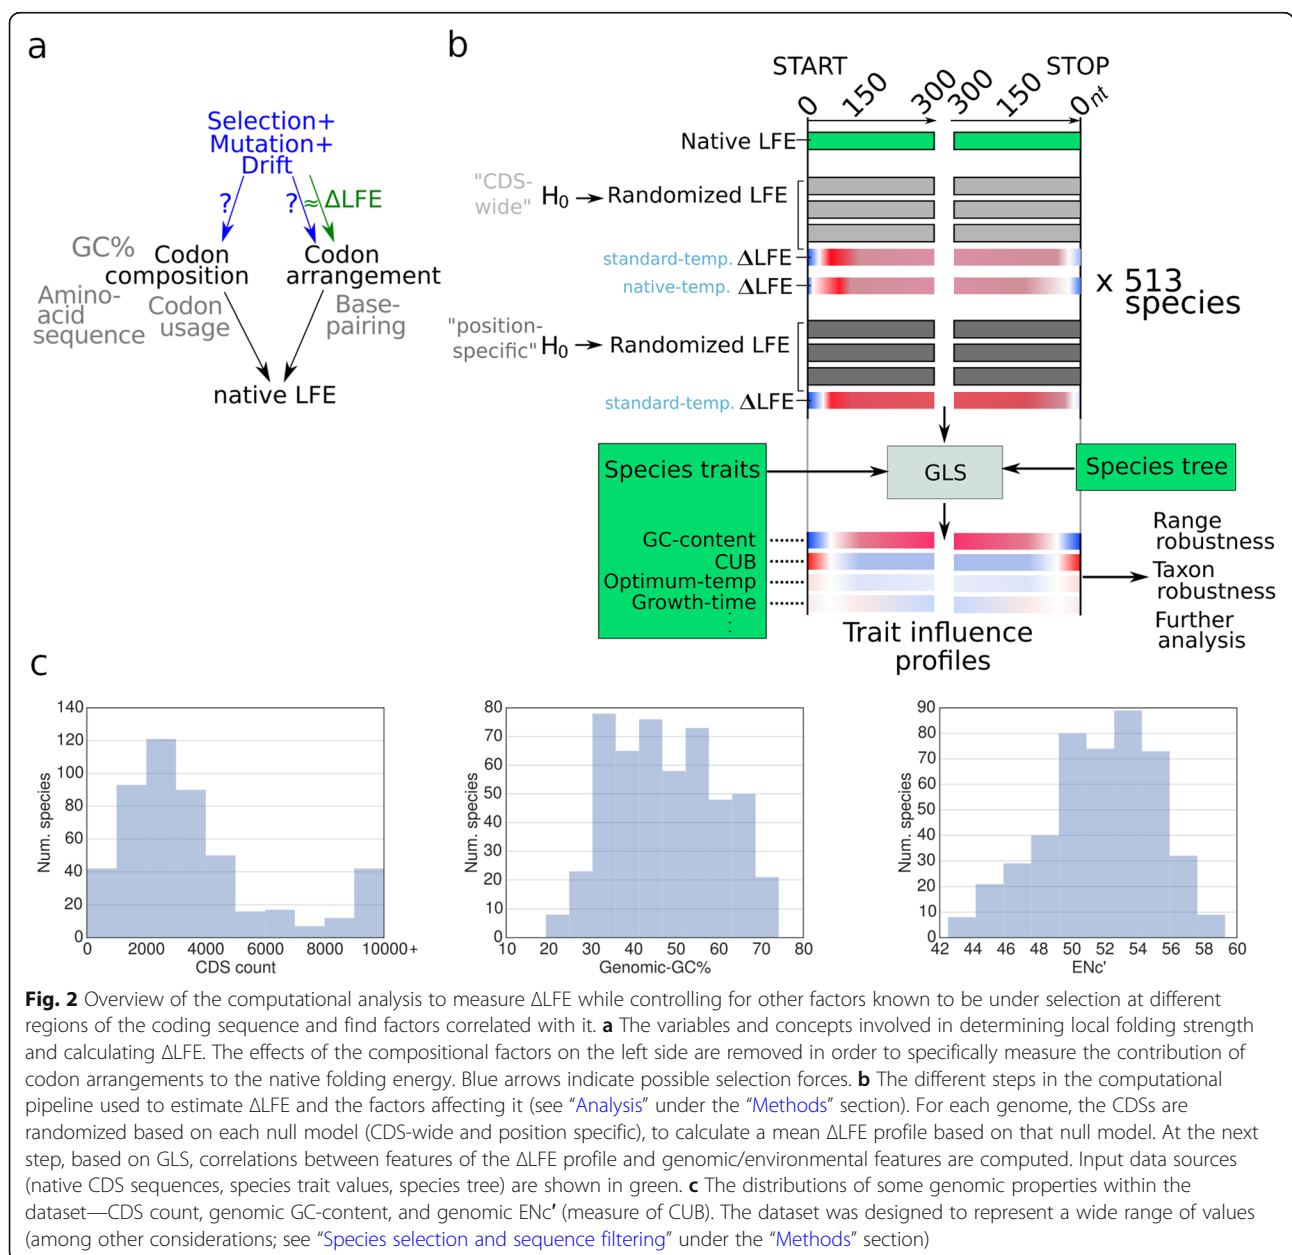 a
Selection+
Mutation+
Drift
?
? ≈ ΔLFE
GC%
Codon
composition
Codon
arrangement
Amino-
acid
sequence
Codon
usage
Base-
pairing
native LFE
b
START
STOP
0 150 300 300 150 0 nt
Native LFE
"CDS-
wide"
H0
Randomized LFE
standard-temp. ΔLFE
native-temp. ΔLFE
x 513
species
"position-
specific"
H0
Randomized LFE
standard-temp. ΔLFE
Species traits
GLS
Species tree
GC-content
CUB
Optimum-temp
Growth-time
Trait influence
profiles
Range
robustness
Taxon
robustness
Further
analysis
c
140
120
100
80
60
40
20
0
Num. species
0 2000 4000 6000 8000 10000+
CDS count
80
70
60
50
40
30
20
10
0
Num. species
10 20 30 40 50 60 70 80
Genomic-GC%
90
80
70
60
50
40
30
20
10
0
Num. species
42 44 46 48 50 52 54 56 58 60
ENc'
Fig. 2 Overview of the computational analysis to measure ΔLFE while controlling for other factors known to be under selection at different
regions of the coding sequence and find factors correlated with it. a The variables and concepts involved in determining local folding strength
and calculating ΔLFE. The effects of the compositional factors on the left side are removed in order to specifically measure the contribution of
codon arrangements to the native folding energy. Blue arrows indicate possible selection forces. b The different steps in the computational
pipeline used to estimate ΔLFE and the factors affecting it (see “Analysis” under the “Methods” section). For each genome, the CDSs are
randomized based on each null model (CDS-wide and position specific), to calculate a mean ΔLFE profile based on that null model. At the next
step, based on GLS, correlations between features of the ΔLFE profile and genomic/environmental features are computed. Input data sources
(native CDS sequences, species trait values, species tree) are shown in green. c The distributions of some genomic properties within the
dataset—CDS count, genomic GC-content, and genomic ENc′ (measure of CUB). The dataset was designed to represent a wide range of values
(among other considerations; see “Species selection and sequence filtering” under the “Methods” section)